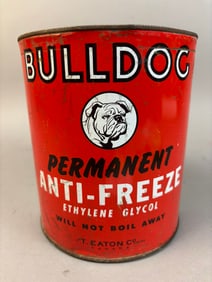 BULLDOG
PERMANENT
ANTI-FREEZE
ETHYLENE GLYCOL
WILL NOT BOIL AWAY
T. EATON CO